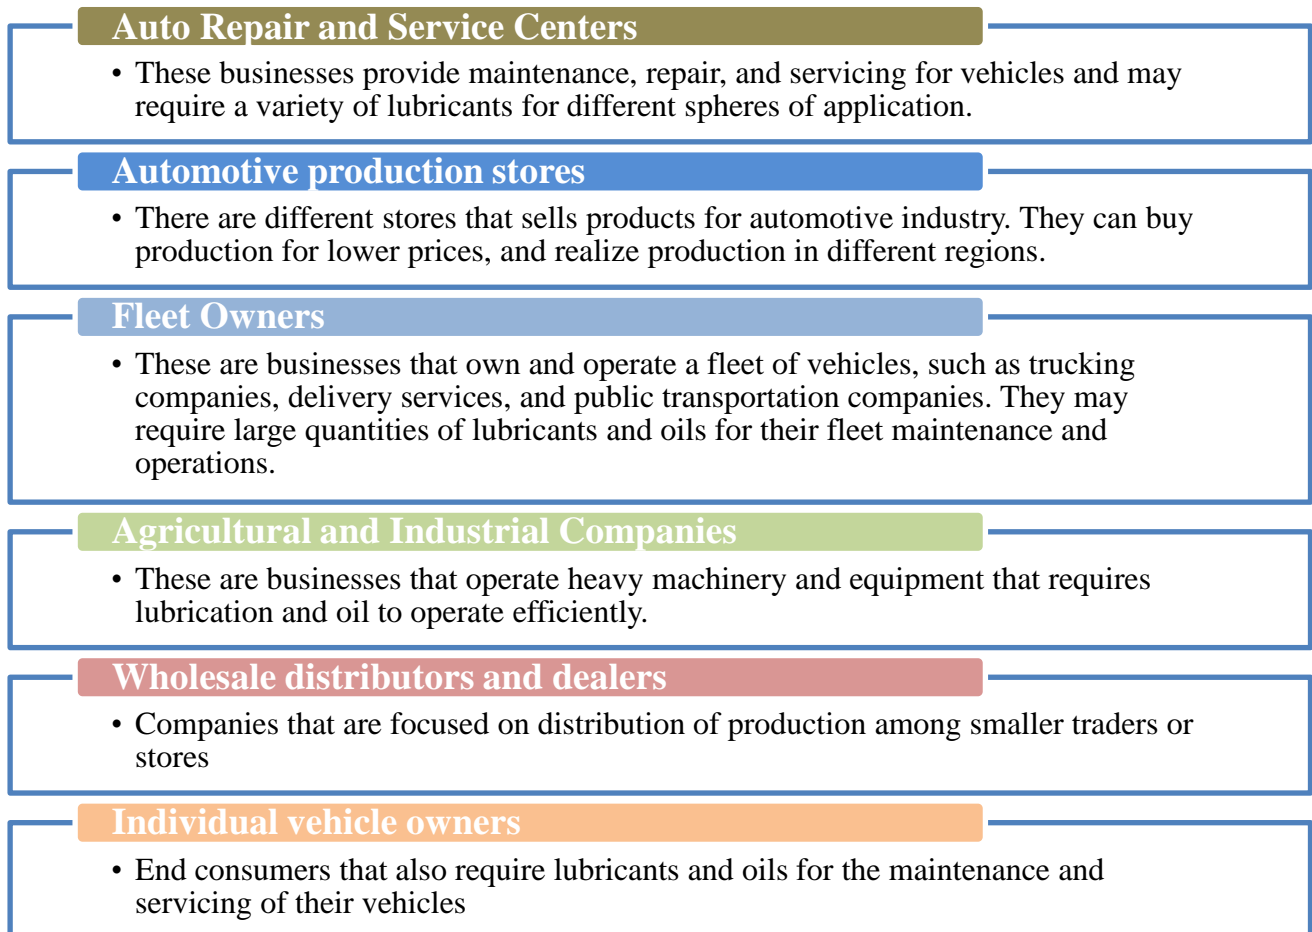 Auto Repair and Service Centers
• These businesses provide maintenance, repair, and servicing for vehicles and may
require a variety of lubricants for different spheres of application.
Automotive production stores
• There are different stores that sells products for automotive industry. They can buy
production for lower prices, and realize production in different regions.
Fleet Owners
• These are businesses that own and operate a fleet of vehicles, such as trucking
companies, delivery services, and public transportation companies. They may
require large quantities of lubricants and oils for their fleet maintenance and
operations.
Agricultural and Industrial Companies
• These are businesses that operate heavy machinery and equipment that requires
lubrication and oil to operate efficiently.
Wholesale distributors and dealers
• Companies that are focused on distribution of production among smaller traders or
stores
Individual vehicle owners
• End consumers that also require lubricants and oils for the maintenance and
servicing of their vehicles